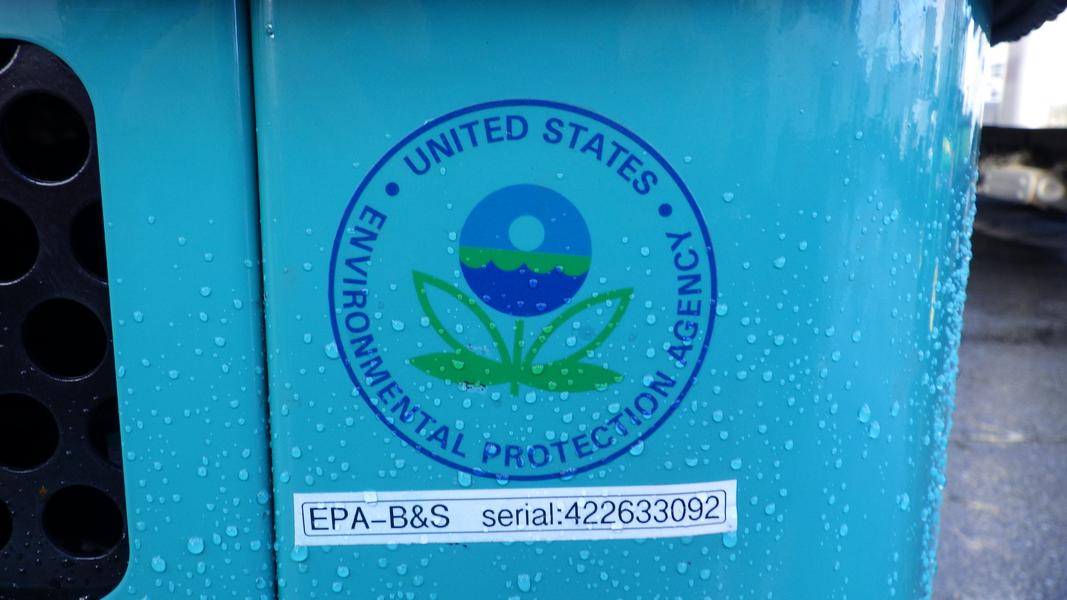 UNITED STATES
ENVIRONMENTAL PROTECTION AGENCY
EPA-B&S serial:422633092